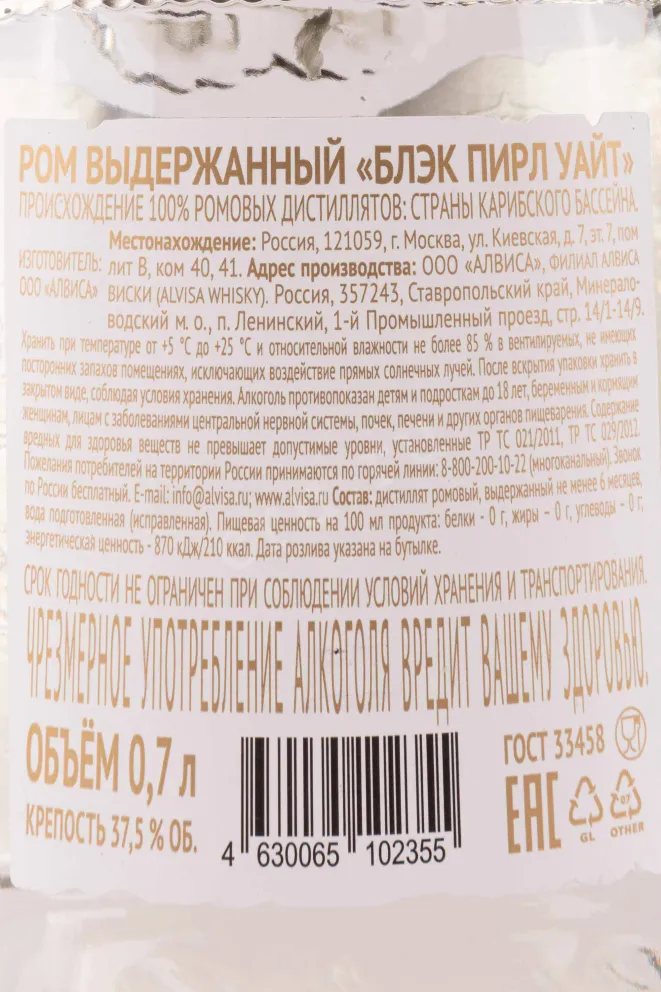 РОМ ВЫДЕРЖАННЫЙ «БЛЭК ПИРЛ УАЙТ»
ПРОИСХОЖДЕНИЕ 100% РОМОВЫХ ДИСТИЛЛЯТОВ: СТРАНЫ КАРИБСКОГО БАССЕЙНА.
ИЗГОТОВИТЕЛЬ:
ООО «АЛВИСА»
Местонахождение: Россия, 121059, г. Москва, ул. Киевская, д. 7, эт. 7, пом
лит В, ком 40, 41. Адрес производства: ООО «АЛВИСА», ФИЛИАЛ АЛВИСА
ВИСКИ (ALVISA WHISKY). Россия, 357243, Ставропольский край, Минерало-
водский м. о., п. Ленинский, 1-й Промышленный проезд, стр. 14/1-14/9.
Хранить при температуре от +5 °С до +25 °С и относительной влажности не более 85 % в вентилируемых, не имеющих
посторонних запахов помещениях, исключающих воздействие прямых солнечных лучей. После вскрытия упаковки хранить в
закрытом виде, соблюдая условия хранения. Алкоголь противопоказан детям и подросткам до 18 лет, беременным и кормящим
женщинам, лицам с заболеваниями центральной нервной системы, почек, печени и других органов пищеварения. Содержание
вредных для здоровья веществ не превышает допустимые уровни, установленные ТР ТС 021/2011, ТР ТС 029/2012.
Пожелания потребителей на территории России принимаются по горячей линии: 8-800-200-10-22 (многоканальный). Звонок
по России бесплатный. E-mail: info@alvisa.ru; www.alvisa.ru Состав: дистиллят ромовый, выдержанный не менее 6 месяцев,
вода подготовленная (исправленная). Пищевая ценность на 100 мл продукта: белки - 0 г, жиры – 0 г, углеводы – 0 г,
энергетическая ценность - 870 кДж/210 ккал. Дата розлива указана на бутылке.
СРОК ГОДНОСТИ НЕ ОГРАНИЧЕН ПРИ СОБЛЮДЕНИИ УСЛОВИЙ ХРАНЕНИЯ И ТРАНСПОРТИРОВАНИЯ.
ЧРЕЗМЕРНОЕ УПОТРЕБЛЕНИЕ АЛКОГОЛЯ ВРЕДИТ ВАШЕМУ ЗДОРОВЬЮ.
ОБЪЁМ 0,7 л
КРЕПОСТЬ 37,5 % ОБ.
4 630065 102355
ГОСТ 33458
EAC
GL
07
OTHER